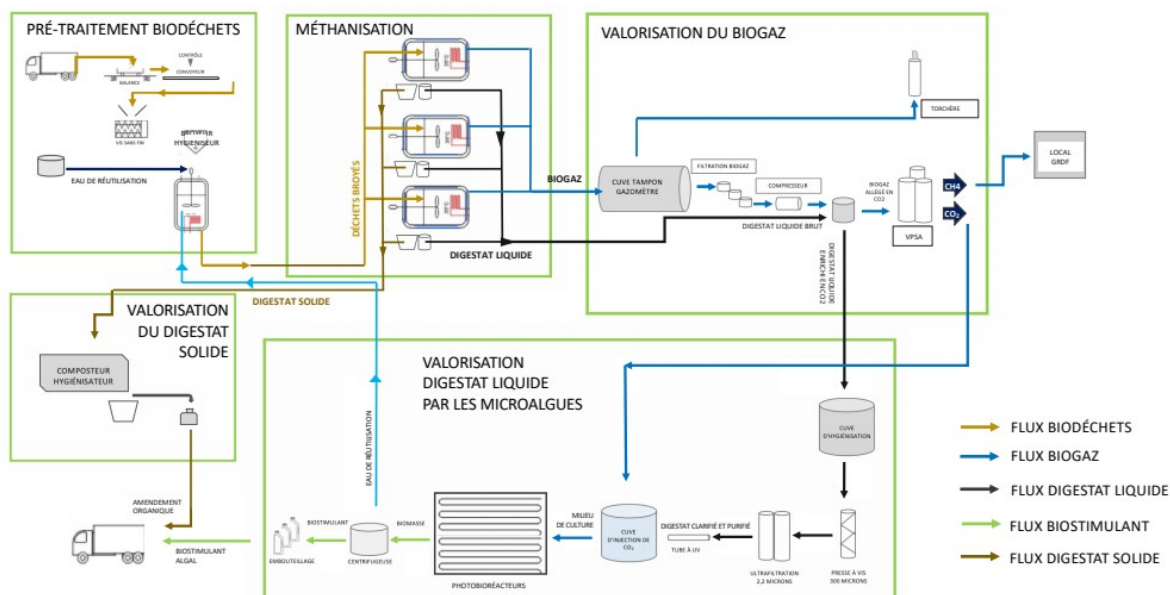 PRÉ-TRAITEMENT BIODÉCHETS
CONTRÔLE
CONVOYEUR
BALANCE
VIS SANS FIN
HYGIENISEUR
EAU DE RÉUTILISATION
MÉTHANISATION
DÉCHETS BROYÉS
BIOGAZ
DIGESTAT LIQUIDE
DIGESTAT SOLIDE
VALORISATION DU BIOGAZ
TORCHÈRE
CUVE TAMPON
GAZOMÈTRE
FILTRATION BIOGAZ
COMPRESSEUR
DIGESTAT LIQUIDE BRUT
BIOGAZ
ALLÉGÉ EN
CO2
VPSA
CH4
CO₂
LOCAL
GRDF
DIGESTAT LIQUIDE
ENRICHI EN CO2
VALORISATION
DU DIGESTAT
SOLIDE
COMPOSTEUR
HYGIÉNISATEUR
AMENDEMENT
ORGANIQUE
BIOSTIMULANT
ALGAL
VALORISATION
DIGESTAT LIQUIDE
PAR LES MICROALGUES
EAU DE RÉUTILISATION
CUVE
D'HYGIÉNISATION
PRESSE À VIS
300 MICRONS
ULTRAFILTRATION
2,2 MICRONS
DIGESTAT CLARIFIÉ ET PURIFIÉ
TUBE À UV
CUVE
D'INJECTION DE
CO₂
MILIEU
DE CULTURE
PHOTOBIORÉACTEURS
BIOMASSE
CENTRIFUGEUSE
BIOSTIMULANT
EMBOUTEILLAGE
FLUX BIODÉCHETS
FLUX BIOGAZ
FLUX DIGESTAT LIQUIDE
FLUX BIOSTIMULANT
FLUX DIGESTAT SOLIDE